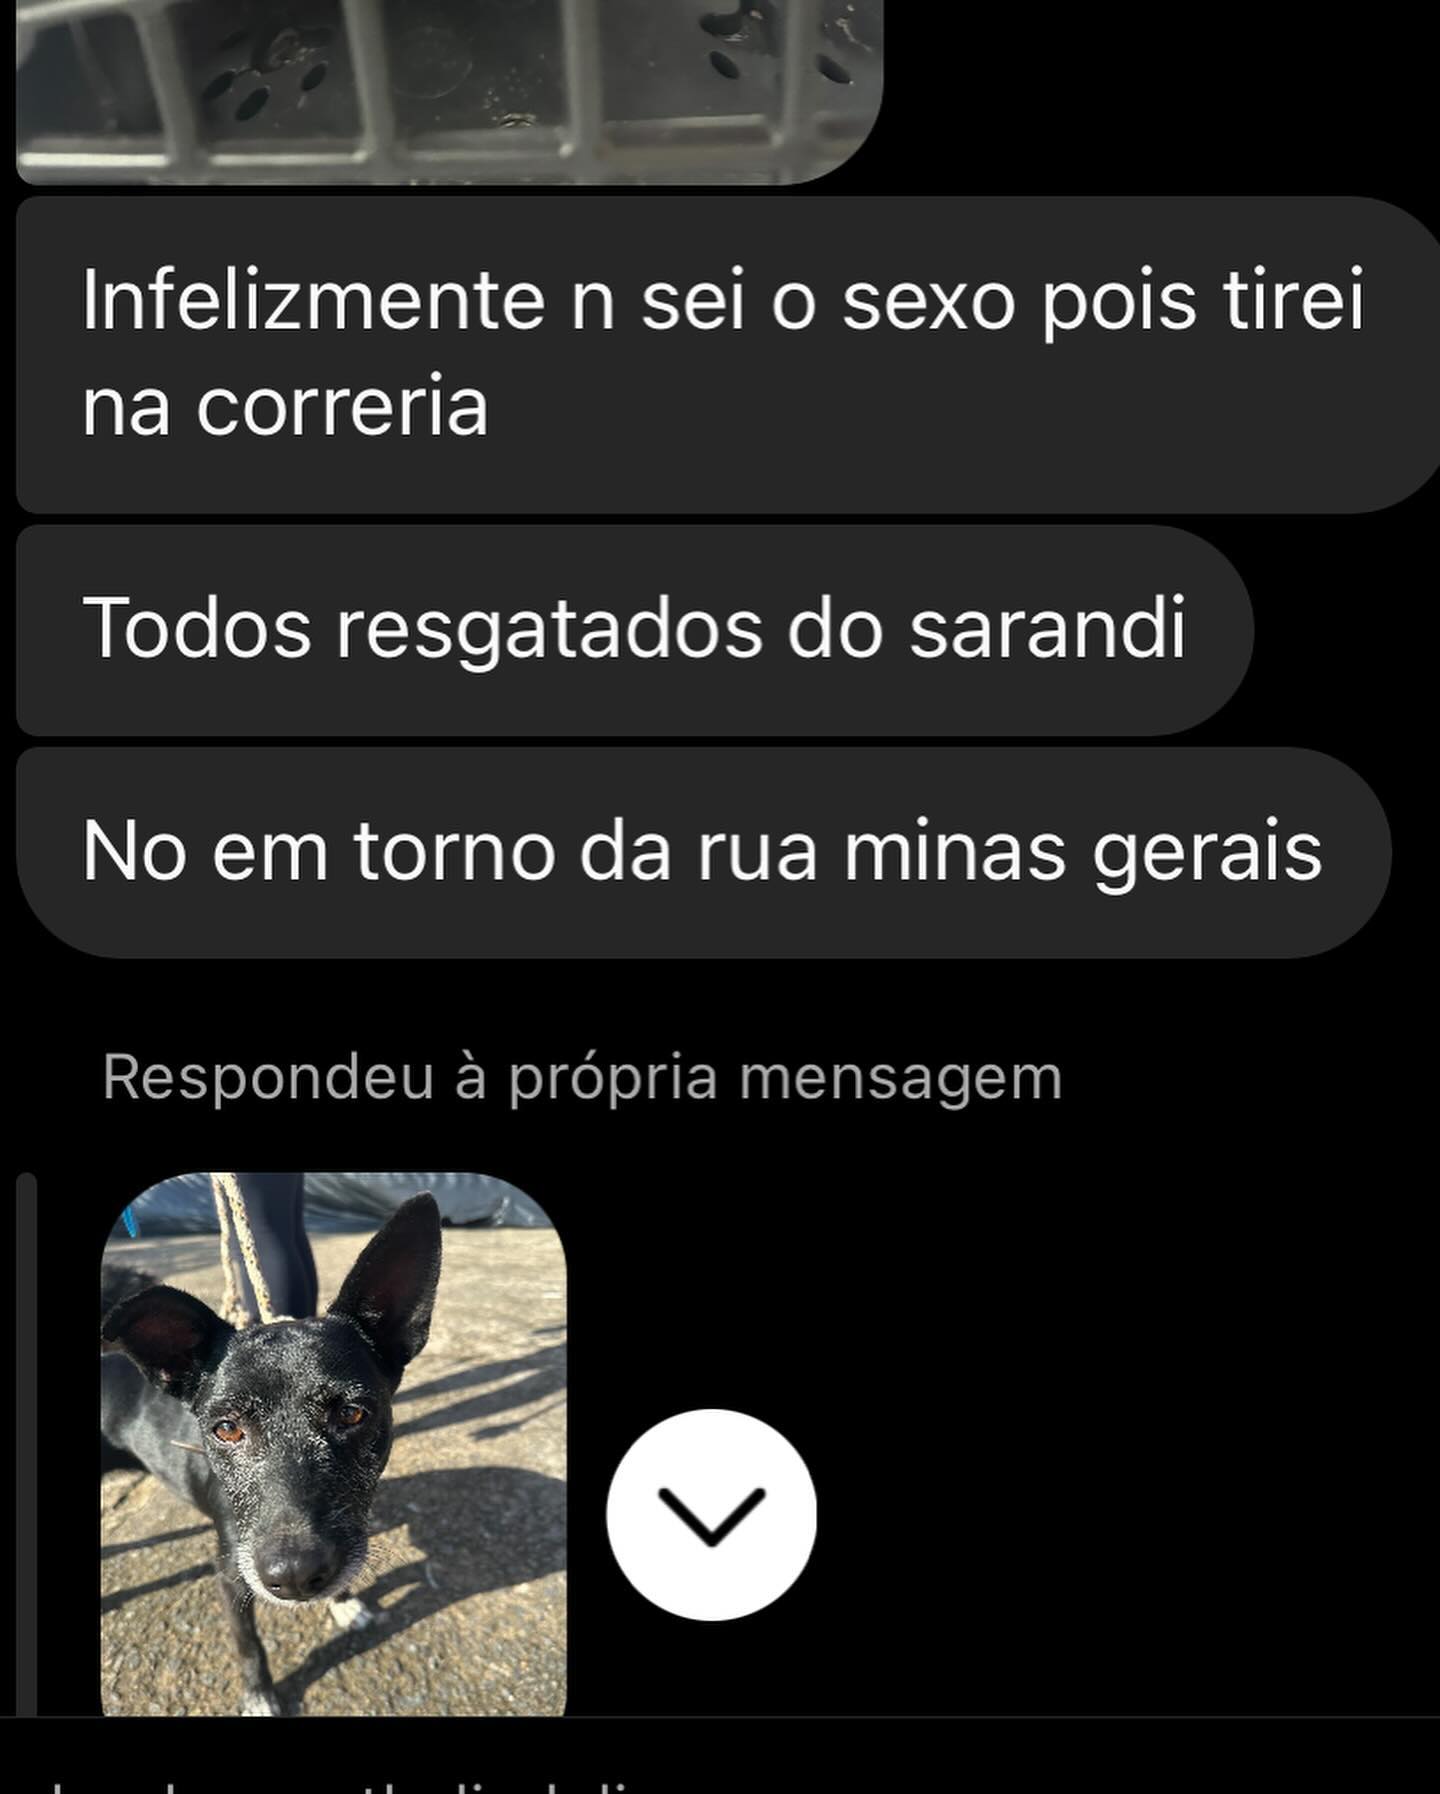 Infelizmente n sei o sexo pois tirei
na correria
Todos resgatados do sarandi
No em torno da rua minas gerais
Respondeu à própria mensagem